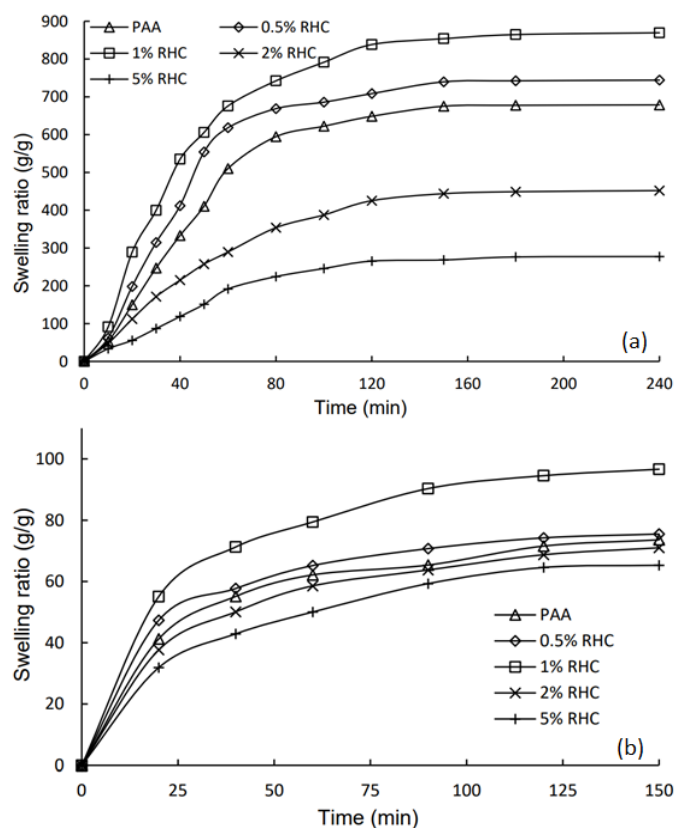 PAA 0.5% RHC
1% RHC 2% RHC
5% RHC
900
800
700
600
500
400
300
200
100
0
Swelling ratio (g/g)
(a)
0 40 80 120 160 200 240
Time (min)
100
80
60
40
20
0
Swelling ratio (g/g)
PAA
0.5% RHC
1% RHC
2% RHC
5% RHC
(b)
0 25 50 75 100 125 150
Time (min)